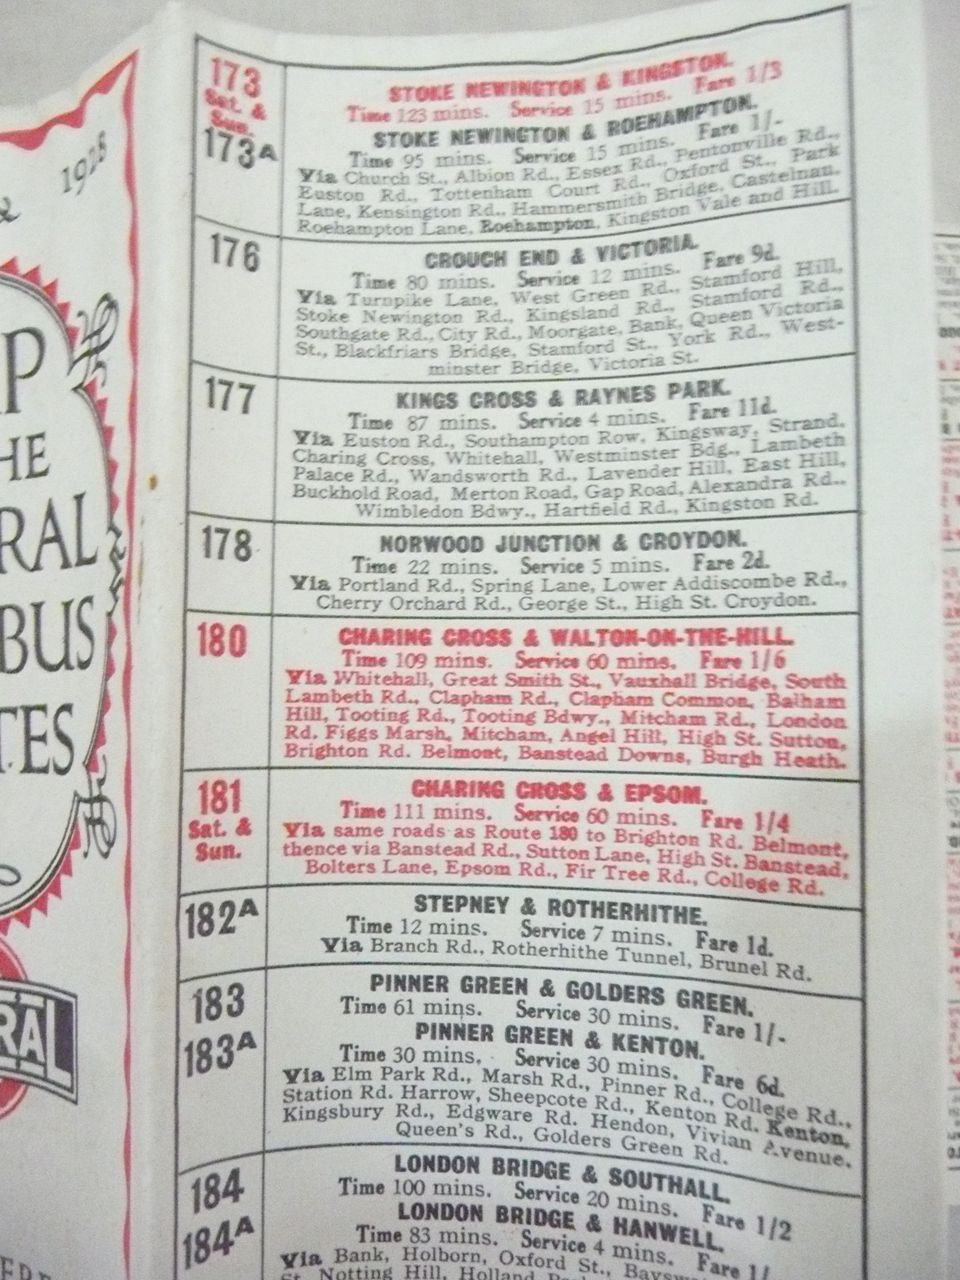 & 1928
P
HE
RAL
BUS
TES
RAL
173
Sat. &
Sun.
173A
STOKE NEWINGTON & KINGSTON.
Time 123 mins. Service 15 mins. Fare 1/3
STOKE NEWINGTON & ROEHAMPTON.
Time 95 mins. Service 15 mins. Fare 1/-
Via Church St., Albion Rd., Essex Rd., Pentonville Rd.,
Euston Rd., Tottenham Court Rd., Oxford St., Park
Lane, Kensington Rd., Hammersmith Bridge, Castelnan,
Roehampton Lane, Roehampton, Kingston Vale and Hill.
176
CROUCH END & VICTORIA.
Time 80 mins. Service 12 mins. Fare 9d.
Via Turnpike Lane, West Green Rd., Stamford Hill,
Stoke Newington Rd., Kingsland Rd., Stamford Rd.,
Southgate Rd., City Rd., Moorgate, Bank, Queen Victoria
St., Blackfriars Bridge, Stamford St., York Rd., West-
minster Bridge, Victoria St.
177
KINGS CROSS & RAYNES PARK.
Time 87 mins. Service 4 mins. Fare 11d.
Via Euston Rd., Southampton Row, Kingsway, Strand,
Charing Cross, Whitehall, Westminster Bdg., Lambeth
Palace Rd., Wandsworth Rd., Lavender Hill, East Hill,
Buckhold Road, Merton Road, Gap Road, Alexandra Rd.,
Wimbledon Bdwy., Hartfield Rd., Kingston Rd.
178
NORWOOD JUNCTION & CROYDON.
Time 22 mins. Service 5 mins. Fare 2d.
Via Portland Rd., Spring Lane, Lower Addiscombe Rd.,
Cherry Orchard Rd., George St., High St. Croydon.
180
CHARING CROSS & WALTON-ON-THE-HILL.
Time 109 mins. Service 60 mins. Fare 1/6
Via Whitehall, Great Smith St., Vauxhall Bridge, South
Lambeth Rd., Clapham Rd., Clapham Common, Balham
Hill, Tooting Rd., Tooting Bdwy., Mitcham Rd., London
Rd. Figgs Marsh, Mitcham, Angel Hill, High St. Sutton,
Brighton Rd. Belmont, Banstead Downs, Burgh Heath.
181
Sat. &
Sun.
CHARING CROSS & EPSOM.
Time 111 mins. Service 60 mins. Fare 1/4
Via same roads as Route 180 to Brighton Rd. Belmont,
thence via Banstead Rd., Sutton Lane, High St. Banstead,
Bolters Lane, Epsom Rd., Fir Tree Rd., College Rd.
182A
STEPNEY & ROTHERHITHE.
Time 12 mins. Service 7 mins. Fare 1d.
Via Branch Rd., Rotherhithe Tunnel, Brunel Rd.
183
183A
PINNER GREEN & GOLDERS GREEN.
Time 61 mins. Service 30 mins. Fare 1/-
PINNER GREEN & KENTON.
Time 30 mins. Service 30 mins. Fare 6d.
Via Elm Park Rd., Marsh Rd., Pinner Rd., College Rd.,
Station Rd. Harrow, Sheepcote Rd., Kenton Rd. Kenton,
Kingsbury Rd., Edgware Rd. Hendon, Vivian Avenue,
Queen's Rd., Golders Green Rd.
184
184A
LONDON BRIDGE & SOUTHALL.
Time 100 mins. Service 20 mins. Fare 1/2
LONDON BRIDGE & HANWELL.
Time 83 mins. Service 4 mins. Fare 1/
Via Bank, Holborn, Oxford St.,
St. Notting Hill, Holland